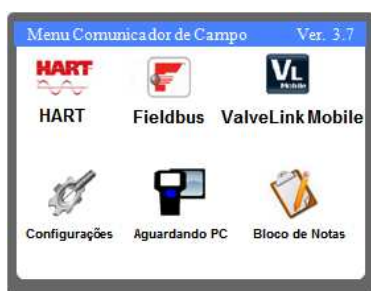 Menu Comunicador de Campo Ver. 3.7
HART
VL
Mobile
HART Fieldbus ValveLink Mobile
Configurações Aguardando PC Bloco de Notas